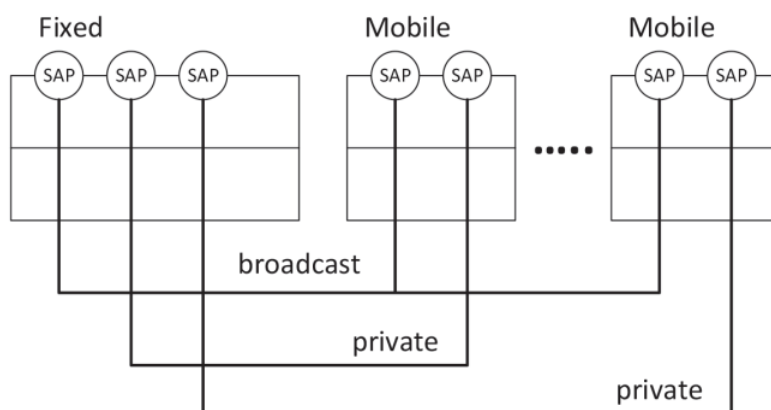 Fixed Mobile Mobile
SAP SAP SAP SAP SAP SAP SAP
broadcast
private
private